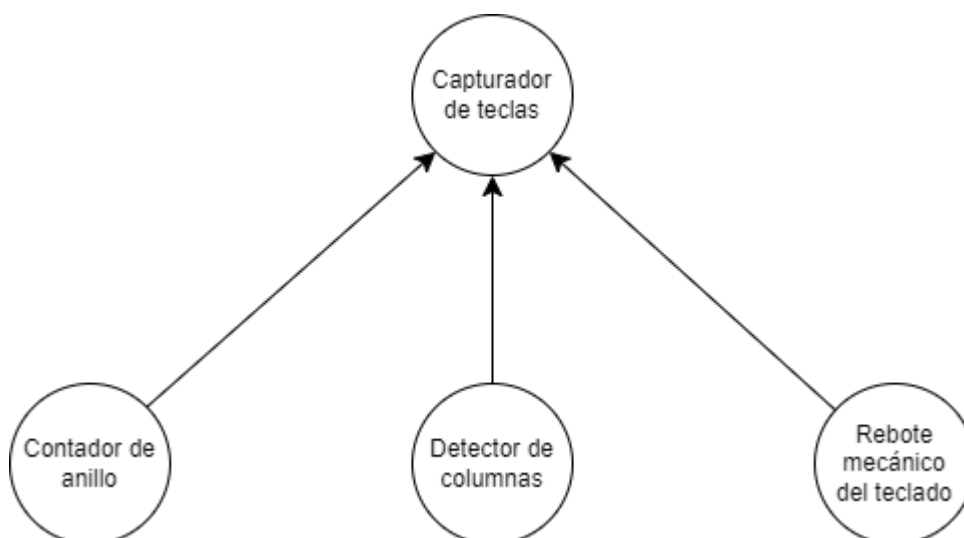 Capturador
de teclas
Contador de
anillo
Detector de
columnas
Rebote
mecánico
del teclado